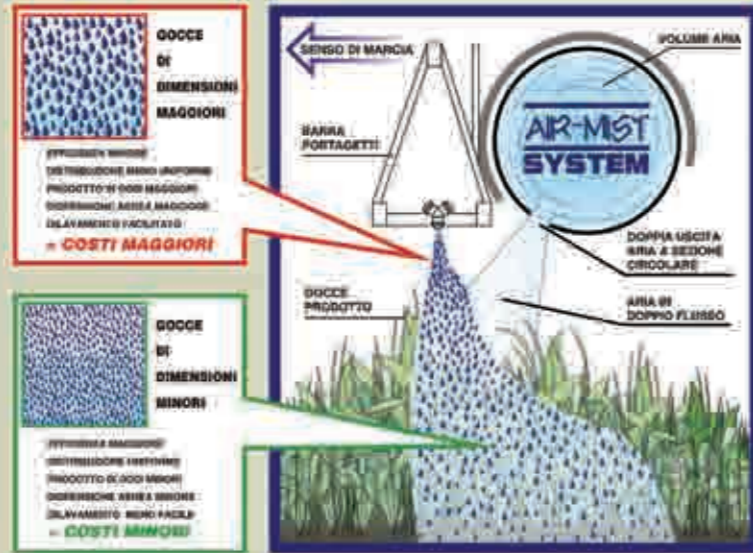 GOCCE
DI
DIMENSIONI
MAGGIORI
EFFICIENZA MINORE
DISTRIBUZIONE MENO UNIFORME
PRODOTTO DI DOSI MAGGIORI
DISPERSIONE AEREA MAGGIORE
DILAVAMENTO FACILITATO
= COSTI MAGGIORI
GOCCE
DI
DIMENSIONI
MINORI
EFFICIENZA MAGGIORE
DISTRIBUZIONE UNIFORME
PRODOTTO DI DOSI MINORI
DISPERSIONE AEREA MINORE
DILAVAMENTO MENO FACILE
= COSTI MINORI
SENSO DI MARCIA
VOLUME ARIA
BARRA
PORTAGETTI
AIR-MIST
SYSTEM
DOPPIA USCITA
ARIA A SEZIONE
CIRCOLARE
GOCCE
PRODOTTO
ARIA IN
DOPPIO FLUSSO